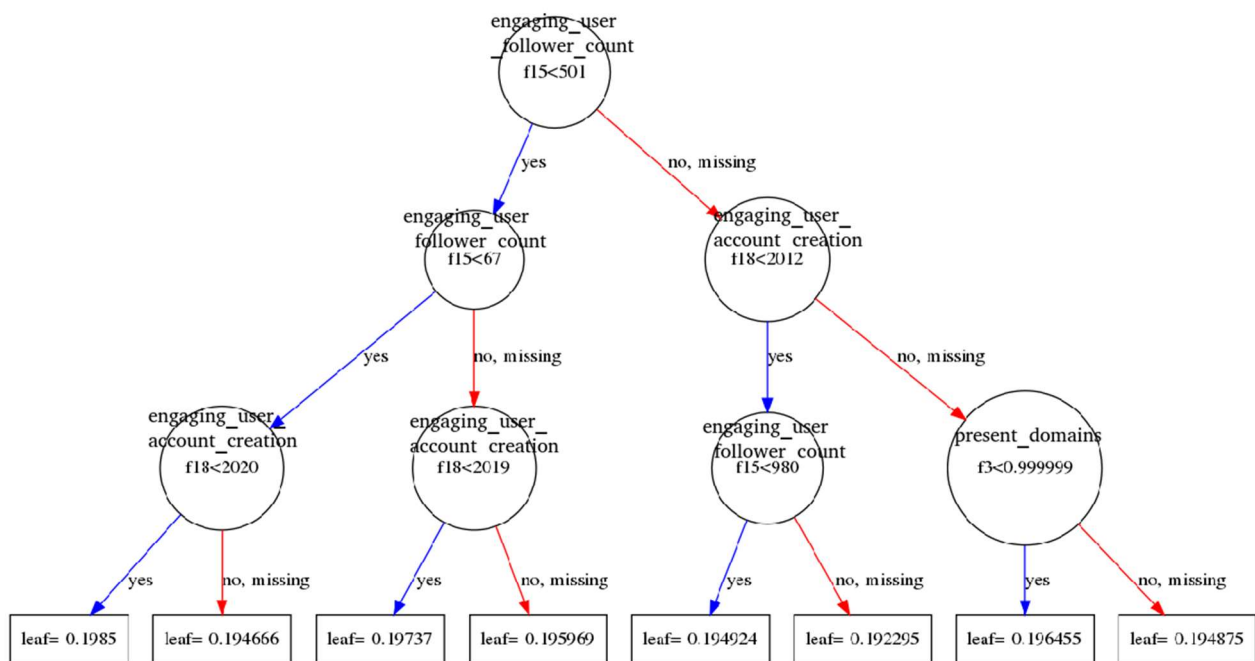 engaging_user
_follower_count
f15<501
yes
no, missing
engaging_user
follower_count
f15<67
engaging_user_
account_creation
f18<2012
yes
no, missing
yes
no, missing
engaging_user_
account_creation
f18<2020
engaging_user_
account_creation
f18<2019
engaging_user
follower_count
f15<980
present_domains
f3<0.999999
yes
no, missing
yes
no, missing
yes
no, missing
yes
no, missing
leaf= 0.1985
leaf= 0.194666
leaf= 0.19737
leaf= 0.195969
leaf= 0.194924
leaf= 0.192295
leaf= 0.196455
leaf= 0.194875